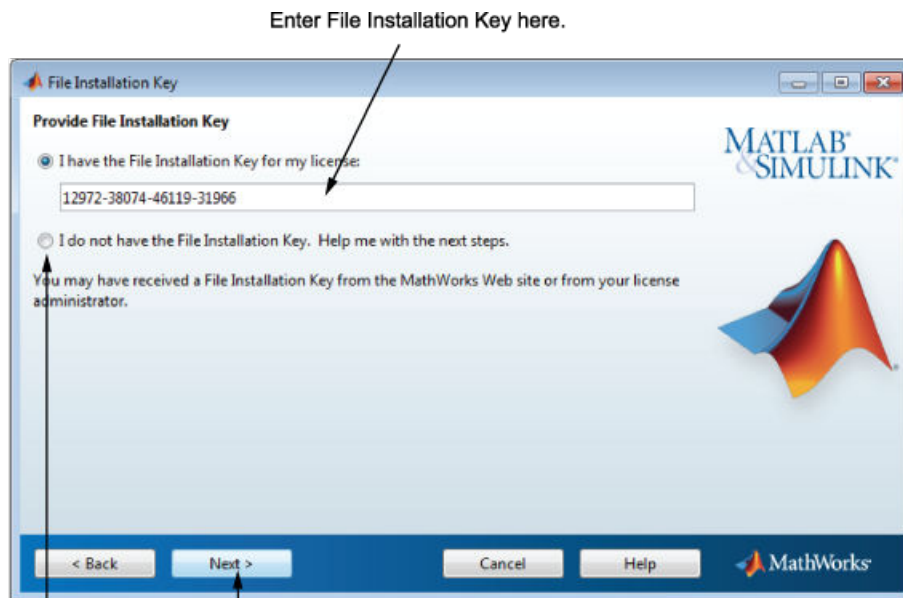 Enter File Installation Key here.
File Installation Key
Provide File Installation Key
MATLAB®
&SIMULINK®
I have the File Installation Key for my license:
12972-38074-46119-31966
I do not have the File Installation Key. Help me with the next steps.
You may have received a File Installation Key from the MathWorks Web site or from your license
administrator.
< Back Next > Cancel Help MathWorks®